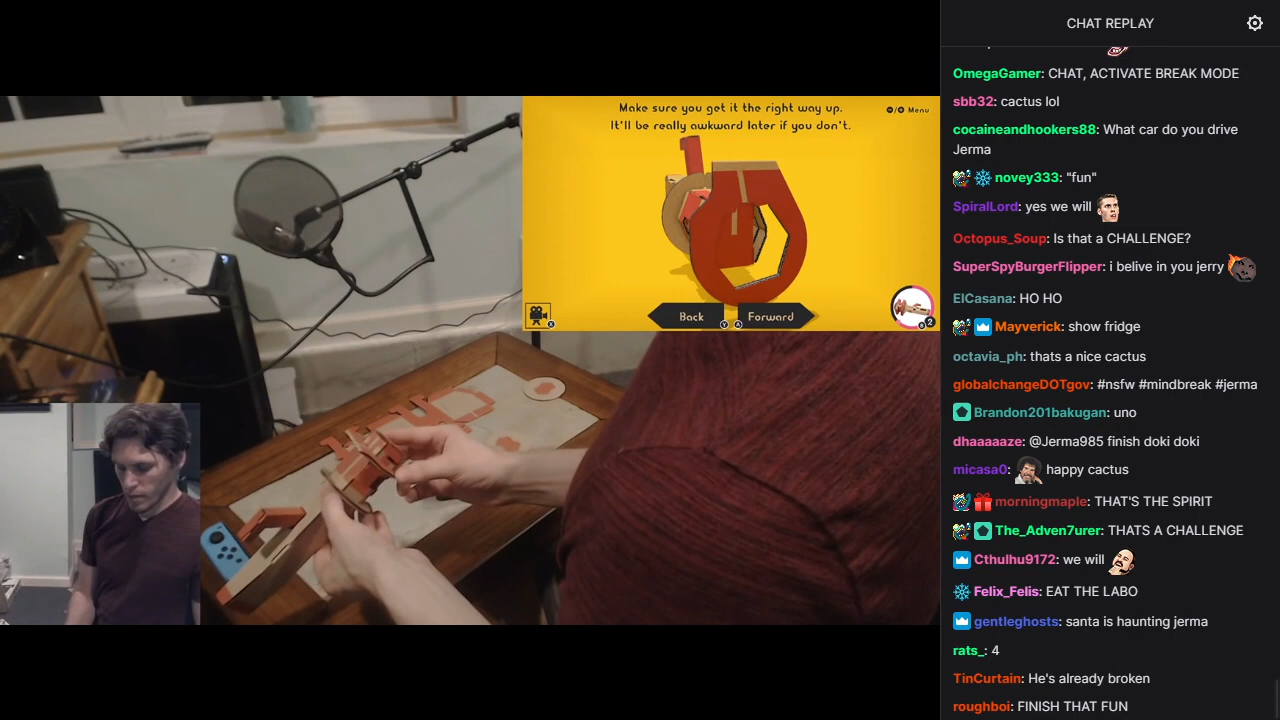 Make sure you get it the right way up.
It'll be really awkward later if you don't.
Menu
Back
Forward
X
Y
A
2
CHAT REPLAY
OmegaGamer: CHAT, ACTIVATE BREAK MODE
sbb32: cactus lol
cocaineandhookers88: What car do you drive
Jerma
novey333: "fun"
SpiralLord: yes we will
Octopus_Soup: Is that a CHALLENGE?
SuperSpyBurgerFlipper: i belive in you jerry
ElCasana: HO HO
Mayverick: show fridge
octavia_ph: thats a nice cactus
globalchangeDOTgov: #nsfw #mindbreak #jerma
Brandon201bakugan: uno
dhaaaaaze: @Jerma985 finish doki doki
micasa0: happy cactus
morningmaple: THAT'S THE SPIRIT
The_Adven7urer: THATS A CHALLENGE
Cthulhu9172: we will
Felix_Felis: EAT THE LABO
gentleghosts: santa is haunting jerma
rats_: 4
TinCurtain: He's already broken
roughboi: FINISH THAT FUN